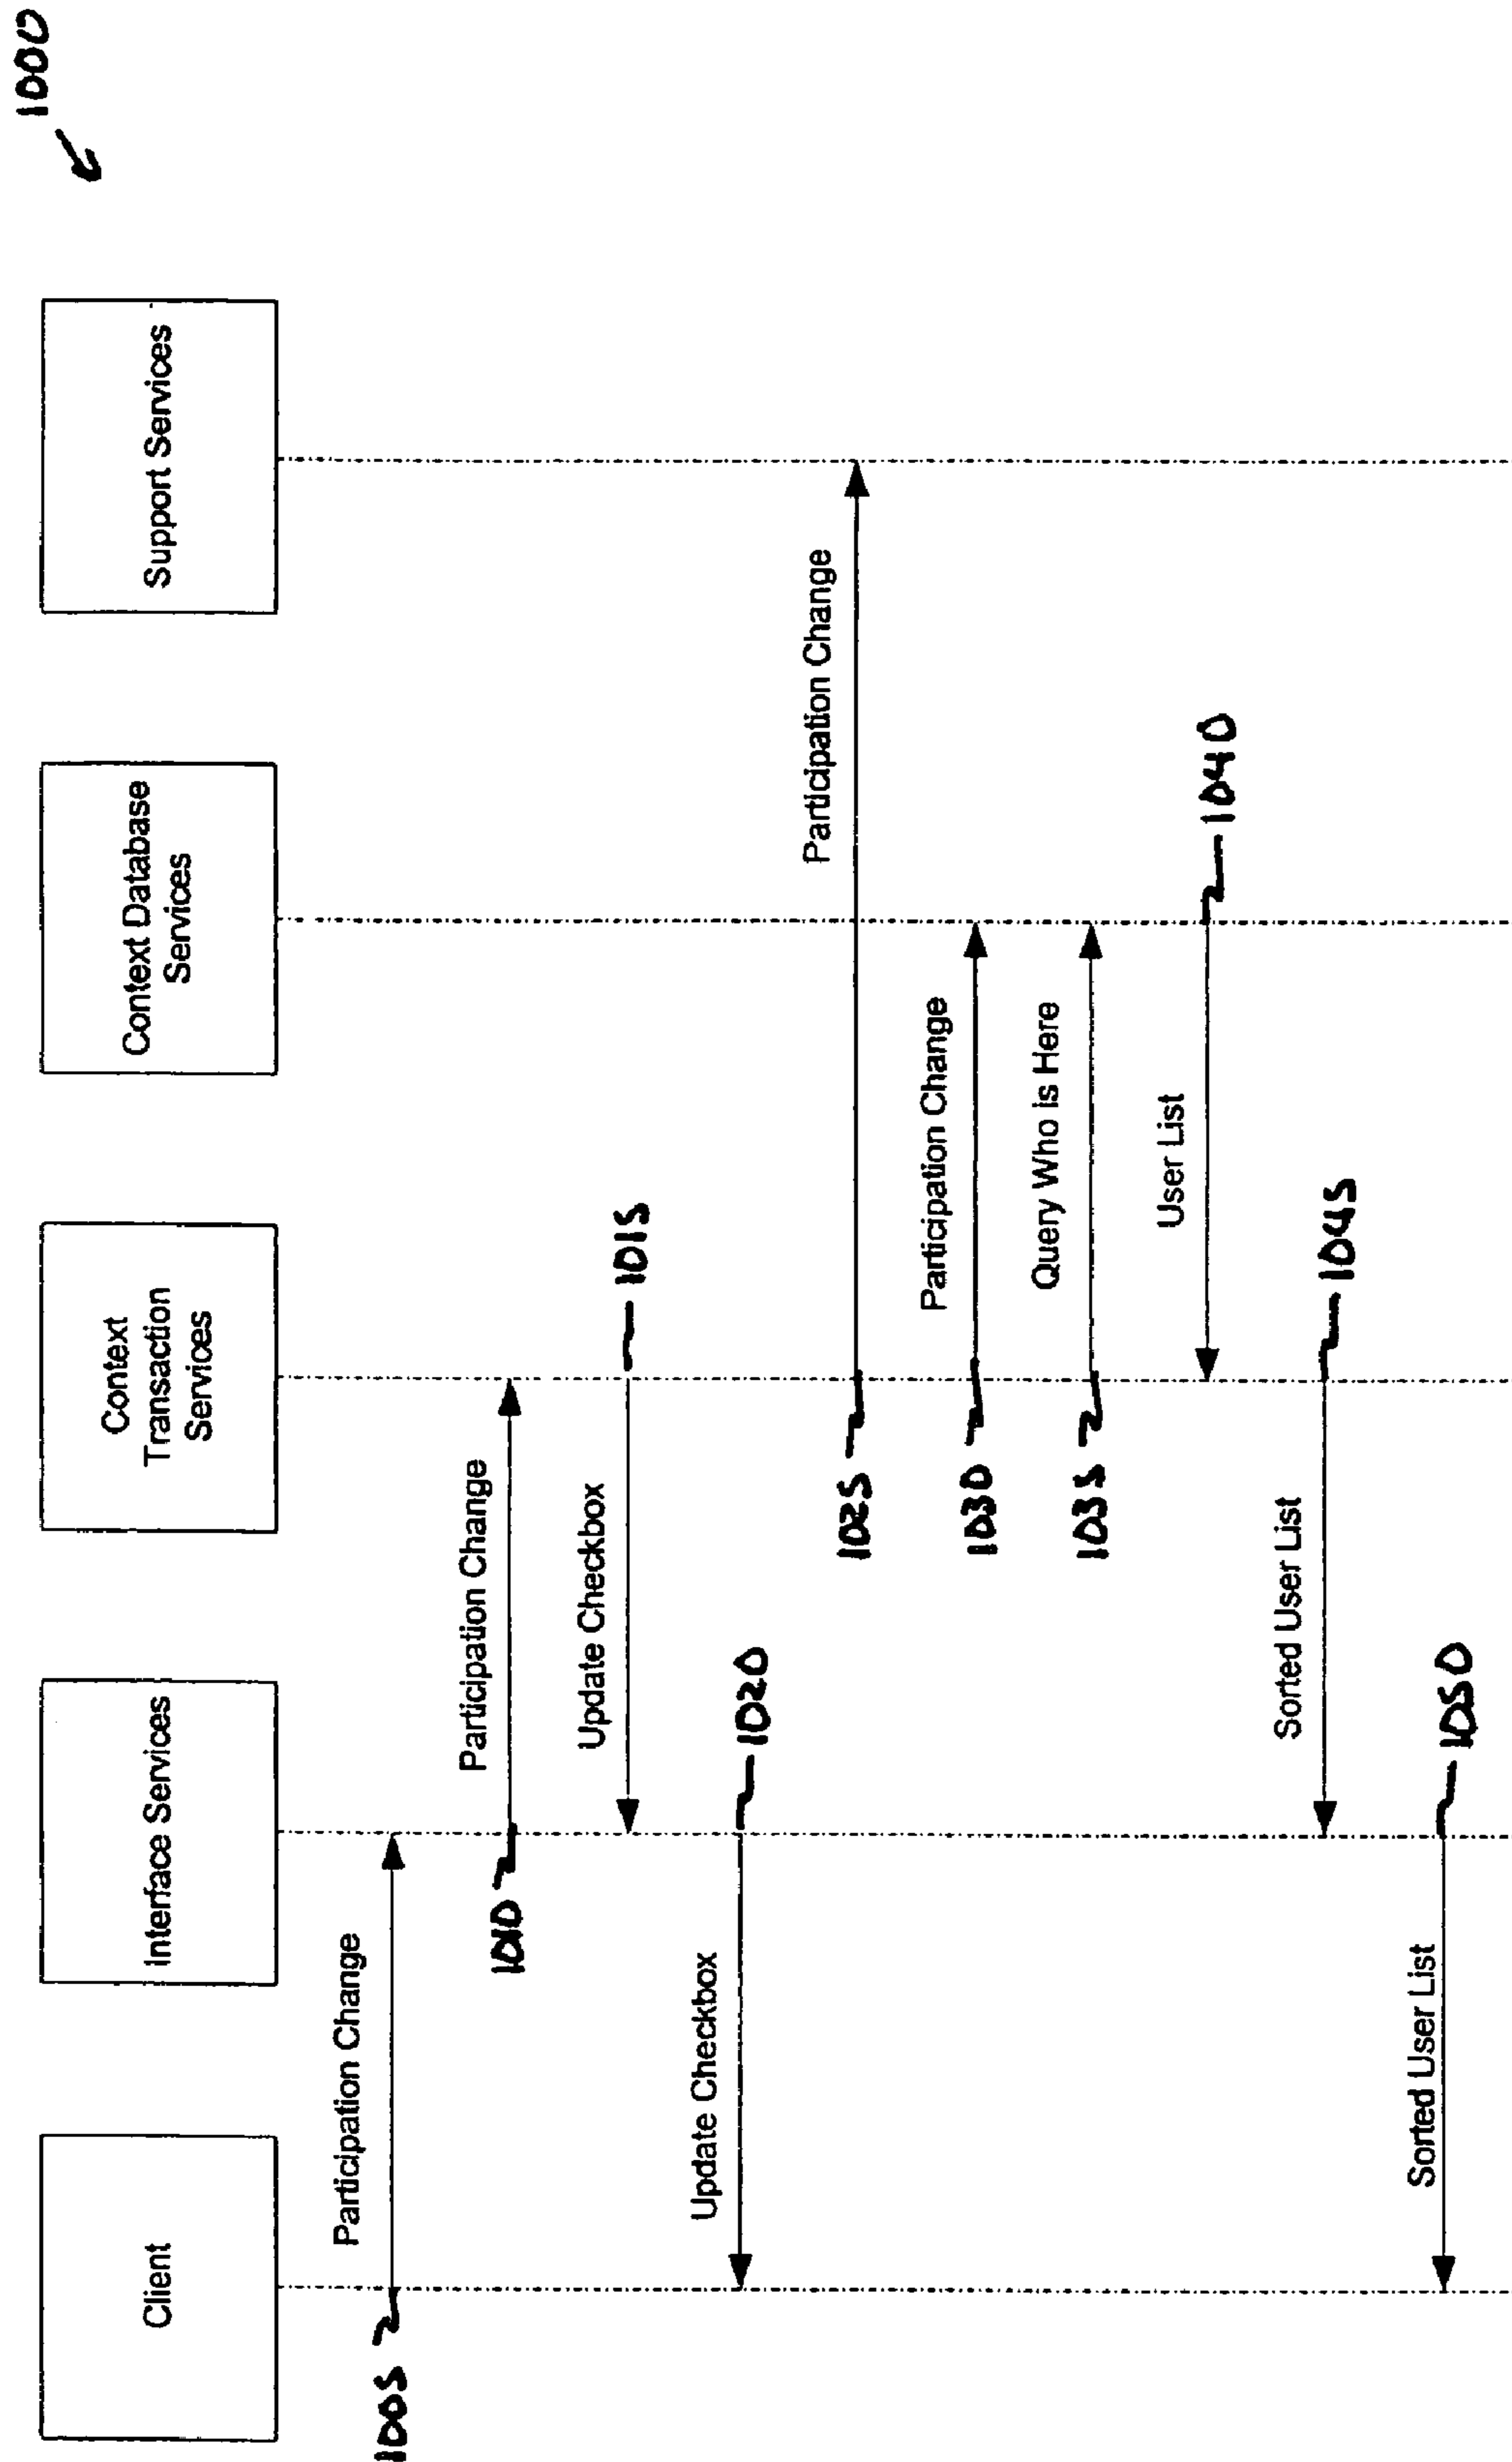 1000
Client
Interface Services
Context
Transaction
Services
Context Database
Services
Support Services
Participation Change
1005
Participation Change
1010
Update Checkbox
1015
Update Checkbox
1020
Participation Change
1025
Participation Change
1030
Query Who is Here
1035
User List
1040
Sorted User List
1045
Sorted User List
1050